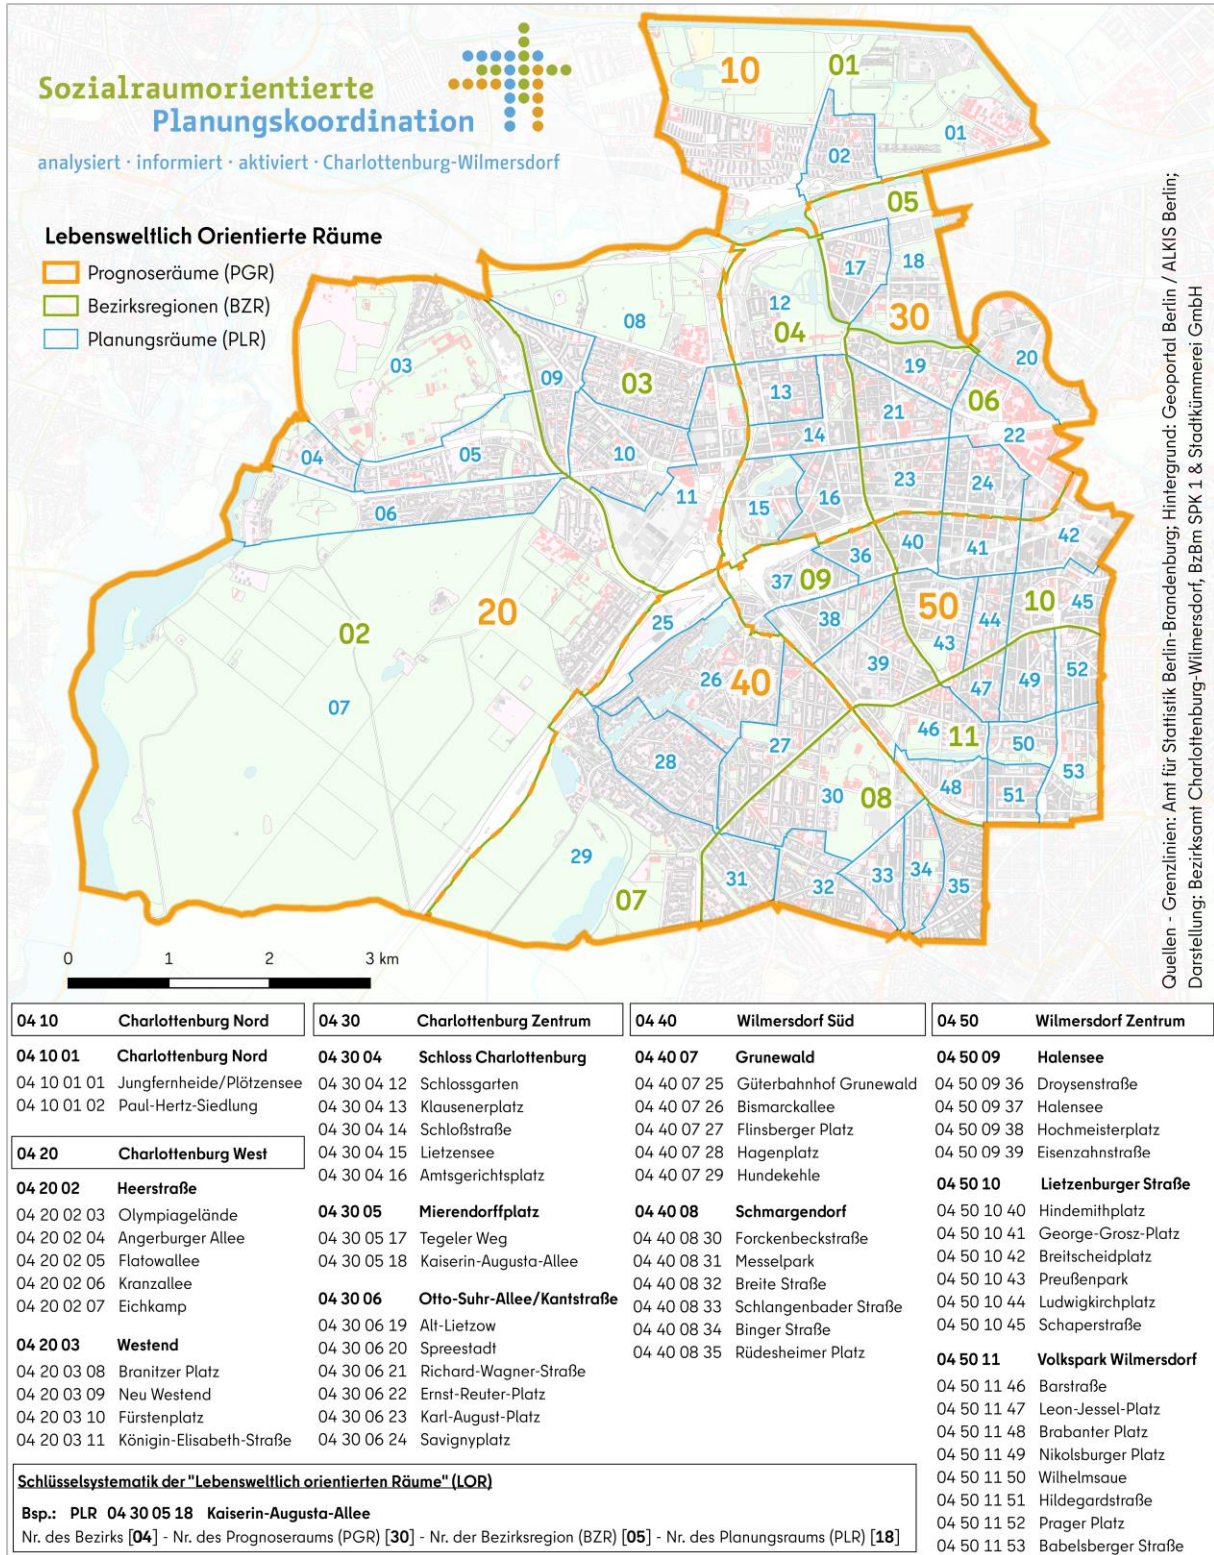 Sozialraumorientierte
Planungskoordination
analysiert · informiert · aktiviert · Charlottenburg-Wilmersdorf
Lebensweltlich Orientierte Räume
Prognoseräume (PGR)
Bezirksregionen (BZR)
Planungsräume (PLR)
10
01
01
02
05
17
18
12
30
04
08
03
09
03
13
19
20
06
21
22
14
04
05
10
11
23
24
06
15
16
42
40
41
36
37
09
20
02
07
25
38
50
10
45
43
44
39
26
40
52
47
49
46
11
50
27
28
53
48
51
30
08
29
07
31
32
33
34
35
0 1 2 3 km
Quellen - Grenzlinien: Amt für Stattistik Berlin-Brandenburg; Hintergrund: Geoportal Berlin / ALKIS Berlin;
Darstellung: Bezirksamt Charlottenburg-Wilmersdorf, BzBm SPK 1 & Stadtkümmerei GmbH
04 10 Charlottenburg Nord
04 10 01 Charlottenburg Nord
04 10 01 01 Jungfernheide/Plötzensee
04 10 01 02 Paul-Hertz-Siedlung
04 20 Charlottenburg West
04 20 02 Heerstraße
04 20 02 03 Olympiagelände
04 20 02 04 Angerburger Allee
04 20 02 05 Flatowallee
04 20 02 06 Kranzallee
04 20 02 07 Eichkamp
04 20 03 Westend
04 20 03 08 Branitzer Platz
04 20 03 09 Neu Westend
04 20 03 10 Fürstenplatz
04 20 03 11 Königin-Elisabeth-Straße
04 30 Charlottenburg Zentrum
04 30 04 Schloss Charlottenburg
04 30 04 12 Schlossgarten
04 30 04 13 Klausenerplatz
04 30 04 14 Schloßstraße
04 30 04 15 Lietzensee
04 30 04 16 Amtsgerichtsplatz
04 30 05 Mierendorffplatz
04 30 05 17 Tegeler Weg
04 30 05 18 Kaiserin-Augusta-Allee
04 30 06 Otto-Suhr-Allee/Kantstraße
04 30 06 19 Alt-Lietzow
04 30 06 20 Spreestadt
04 30 06 21 Richard-Wagner-Straße
04 30 06 22 Ernst-Reuter-Platz
04 30 06 23 Karl-August-Platz
04 30 06 24 Savignyplatz
04 40 Wilmersdorf Süd
04 40 07 Grunewald
04 40 07 25 Güterbahnhof Grunewald
04 40 07 26 Bismarckallee
04 40 07 27 Flinsberger Platz
04 40 07 28 Hagenplatz
04 40 07 29 Hundekehle
04 40 08 Schmargendorf
04 40 08 30 Forckenbeckstraße
04 40 08 31 Messelpark
04 40 08 32 Breite Straße
04 40 08 33 Schlangenbader Straße
04 40 08 34 Binger Straße
04 40 08 35 Rüdesheimer Platz
04 50 Wilmersdorf Zentrum
04 50 09 Halensee
04 50 09 36 Droysenstraße
04 50 09 37 Halensee
04 50 09 38 Hochmeisterplatz
04 50 09 39 Eisenzahnstraße
04 50 10 Lietzenburger Straße
04 50 10 40 Hindemithplatz
04 50 10 41 George-Grosz-Platz
04 50 10 42 Breitscheidplatz
04 50 10 43 Preußenpark
04 50 10 44 Ludwigkirchplatz
04 50 10 45 Schaperstraße
04 50 11 Volkspark Wilmersdorf
04 50 11 46 Barstraße
04 50 11 47 Leon-Jessel-Platz
04 50 11 48 Brabanter Platz
04 50 11 49 Nikolsburger Platz
04 50 11 50 Wilhelmsaue
04 50 11 51 Hildegardstraße
04 50 11 52 Prager Platz
04 50 11 53 Babelsberger Straße
Schlüsselsystematik der "Lebensweltlich orientierten Räume" (LOR)
Bsp.: PLR 04 30 05 18 Kaiserin-Augusta-Allee
Nr. des Bezirks [04] - Nr. des Prognoseraums (PGR) [30] - Nr. der Bezirksregion (BZR) [05] - Nr. des Planungsraums (PLR) [18]